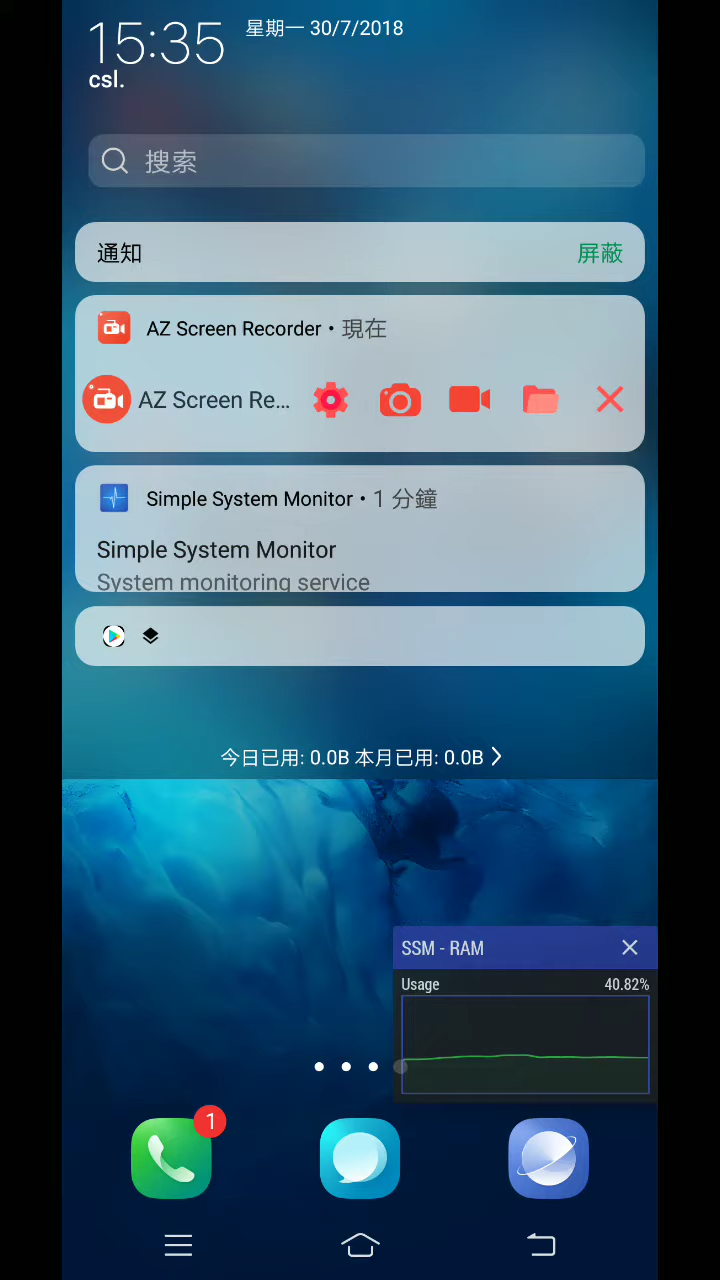 15:35 星期一 30/7/2018
csl.
搜索
通知 屏蔽
AZ Screen Recorder • 現在
AZ Screen Re...
Simple System Monitor • 1 分鐘
Simple System Monitor
System monitoring service
今日已用: 0.0B 本月已用: 0.0B
SSM - RAM
Usage 40.82%
1